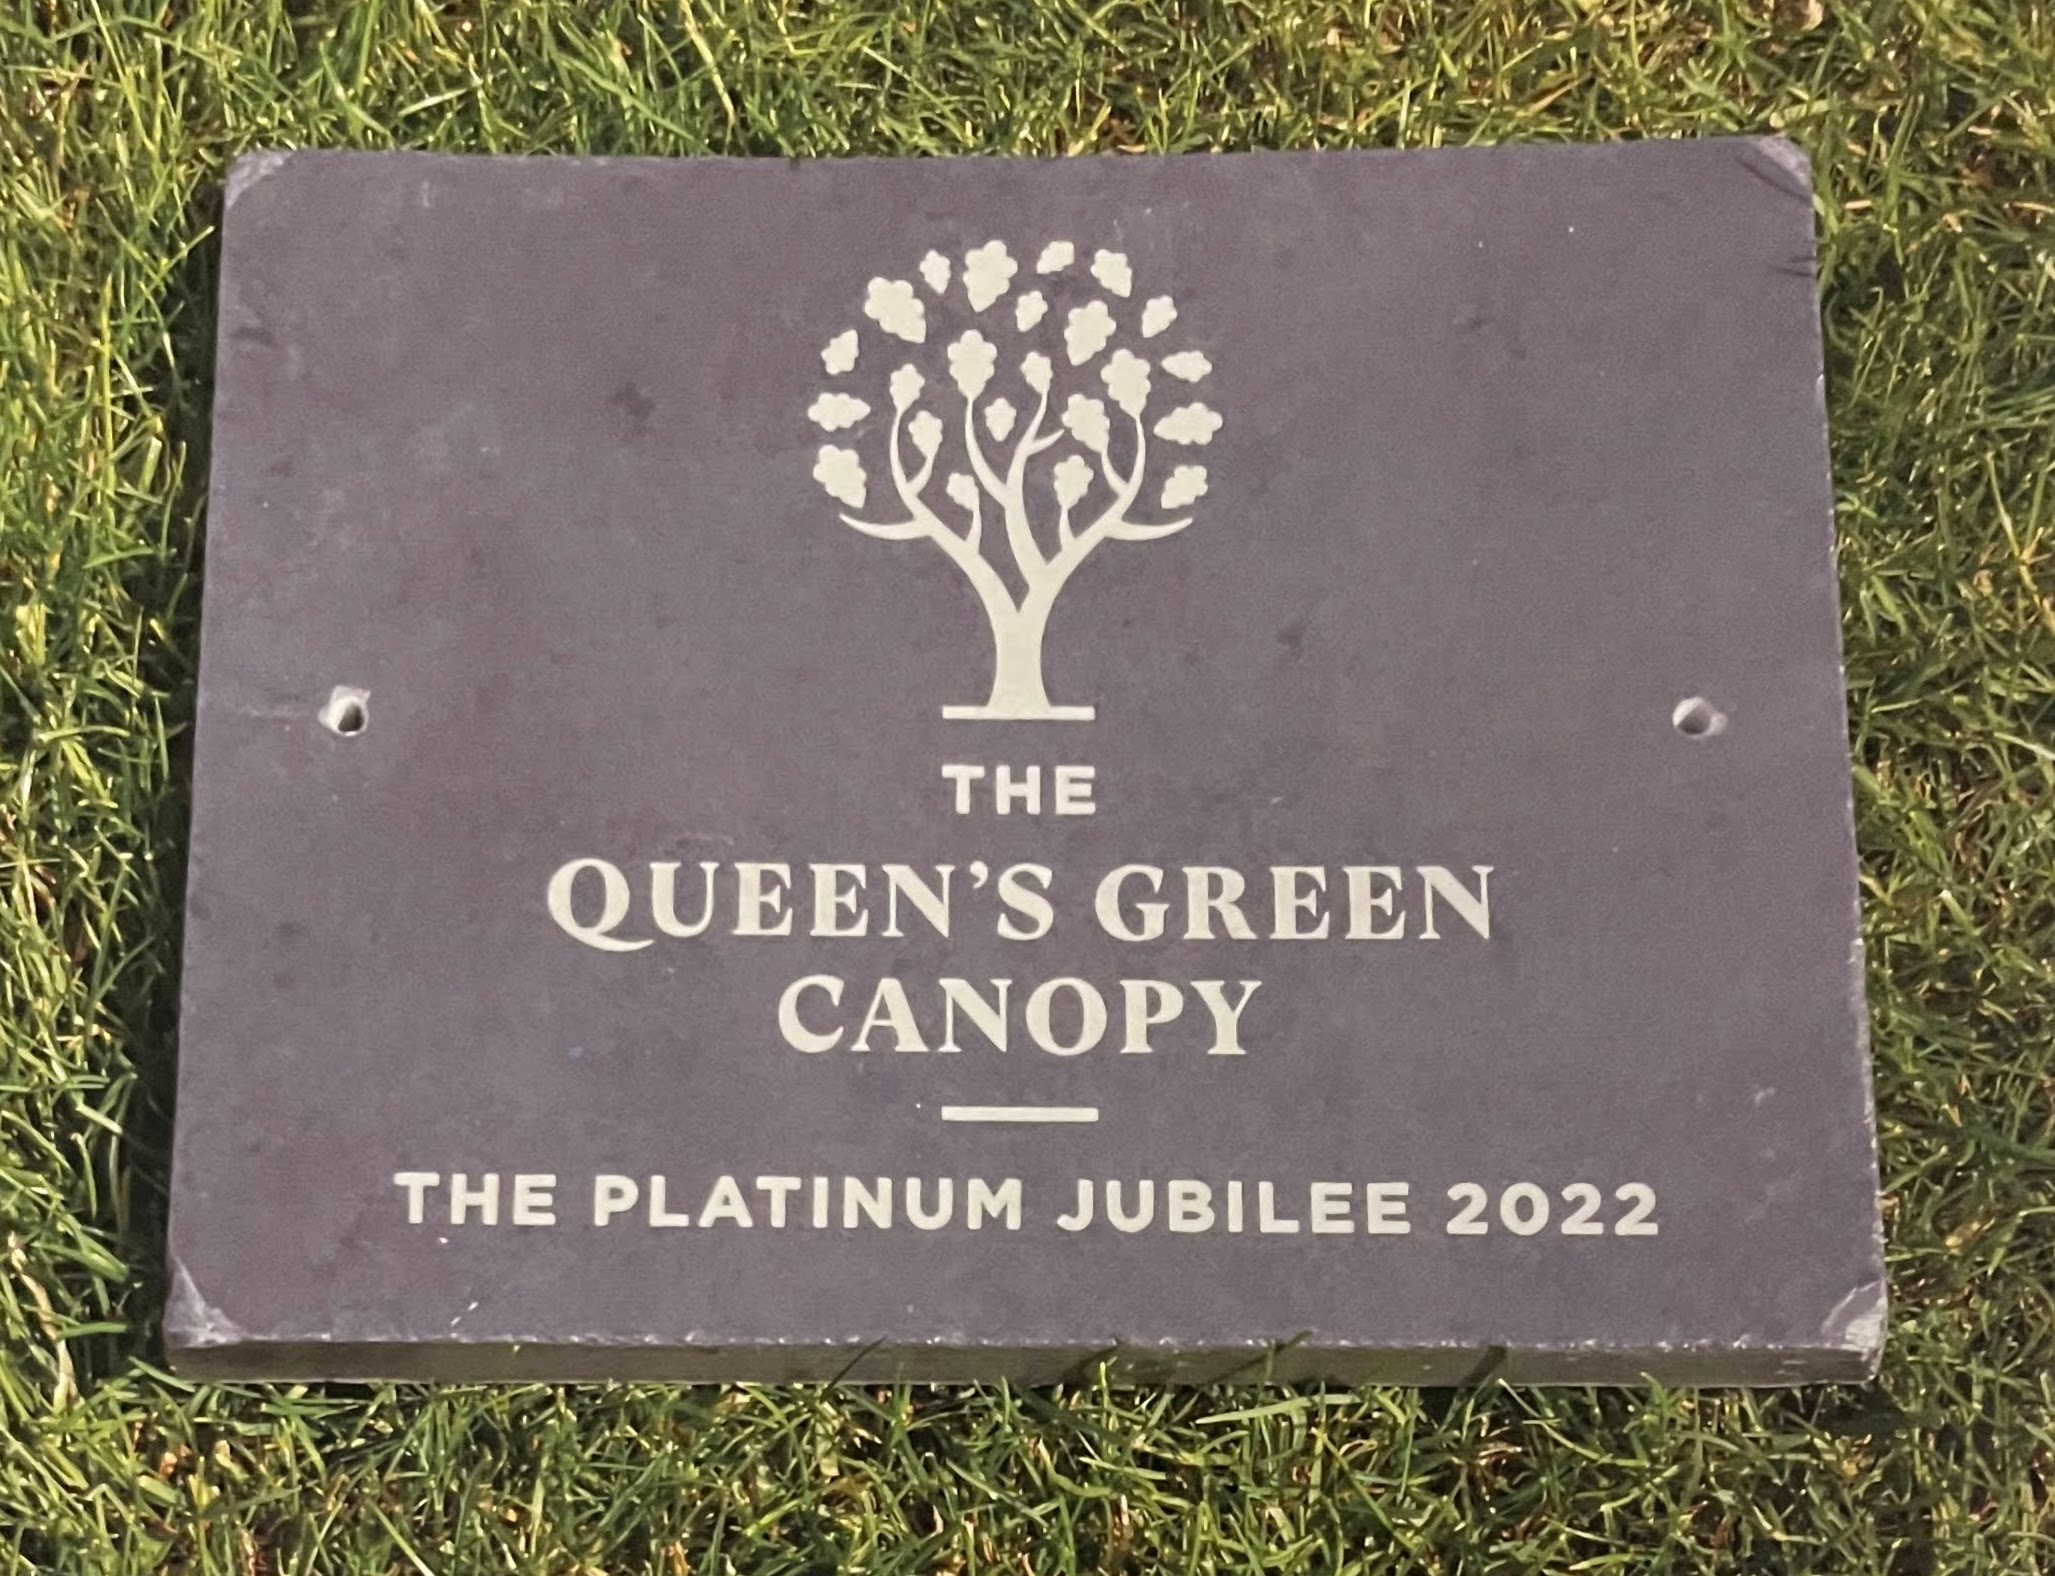 THE
QUEEN’S GREEN
CANOPY
THE PLATINUM JUBILEE 2022